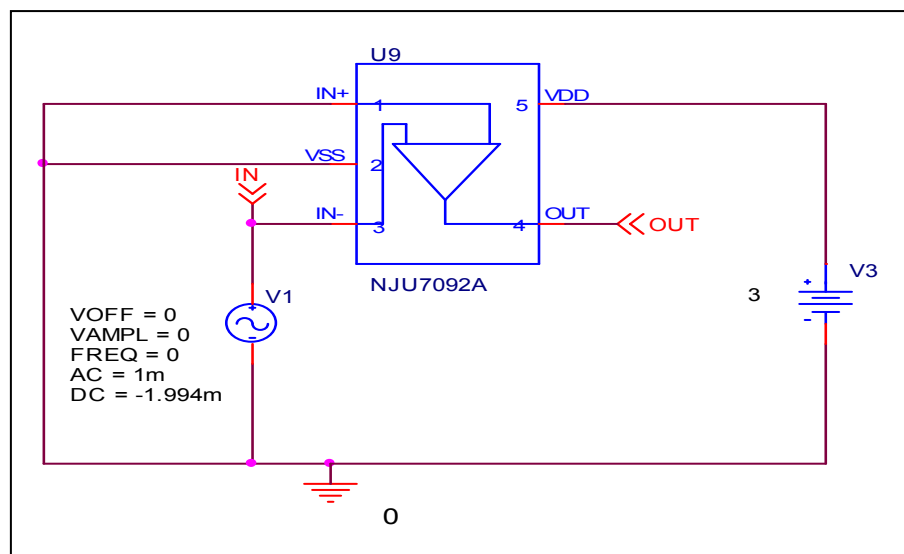 U9
IN+
1
5
VDD
VSS
2
IN
IN-
3
4
OUT
OUT
NJU7092A
V1
VOFF = 0
VAMPL = 0
FREQ = 0
AC = 1m
DC = -1.994m
+
-
3
V3
+
-
0